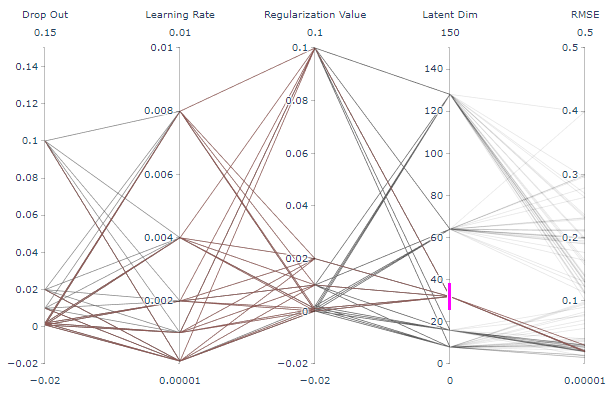 Drop Out Learning Rate Regularization Value Latent Dim RMSE
0.15 0.01 0.1 150 0.5
0.14 0.01 0.1 140 0.5
0.12 0.008 0.08 120 0.4
0.1 0.006 0.06 100 0.3
0.08 0.004 0.04 80 0.2
0.06 0.002 0.02 60 0.1
0.04 0 40
0.02 −0.02 20
0 0
−0.02
−0.02 0.00001 −0.02 0 0.00001